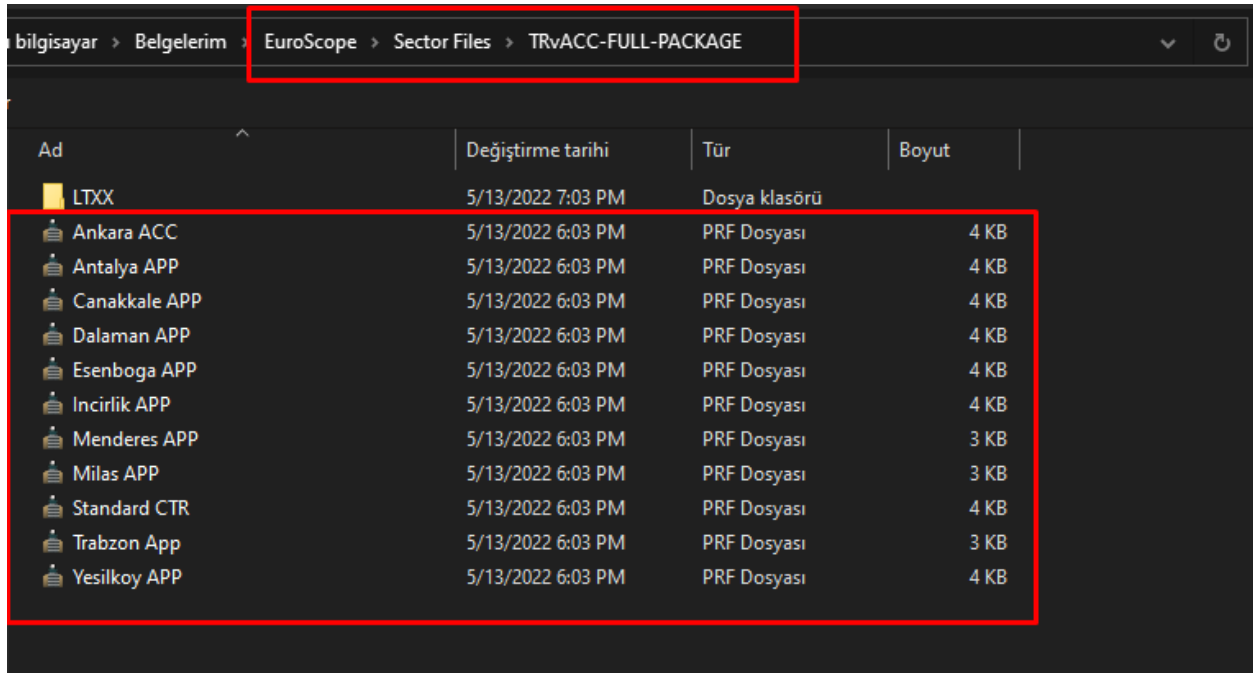 bilgisayar > Belgelerim > EuroScope > Sector Files > TRvACC-FULL-PACKAGE
Ad Değiştirme tarihi Tür Boyut
LTXX 5/13/2022 7:03 PM Dosya klasörü
Ankara ACC 5/13/2022 6:03 PM PRF Dosyası 4 KB
Antalya APP 5/13/2022 6:03 PM PRF Dosyası 4 KB
Canakkale APP 5/13/2022 6:03 PM PRF Dosyası 4 KB
Dalaman APP 5/13/2022 6:03 PM PRF Dosyası 4 KB
Esenboga APP 5/13/2022 6:03 PM PRF Dosyası 4 KB
Incirlik APP 5/13/2022 6:03 PM PRF Dosyası 4 KB
Menderes APP 5/13/2022 6:03 PM PRF Dosyası 3 KB
Milas APP 5/13/2022 6:03 PM PRF Dosyası 3 KB
Standard CTR 5/13/2022 6:03 PM PRF Dosyası 4 KB
Trabzon App 5/13/2022 6:03 PM PRF Dosyası 3 KB
Yesilkoy APP 5/13/2022 6:03 PM PRF Dosyası 4 KB